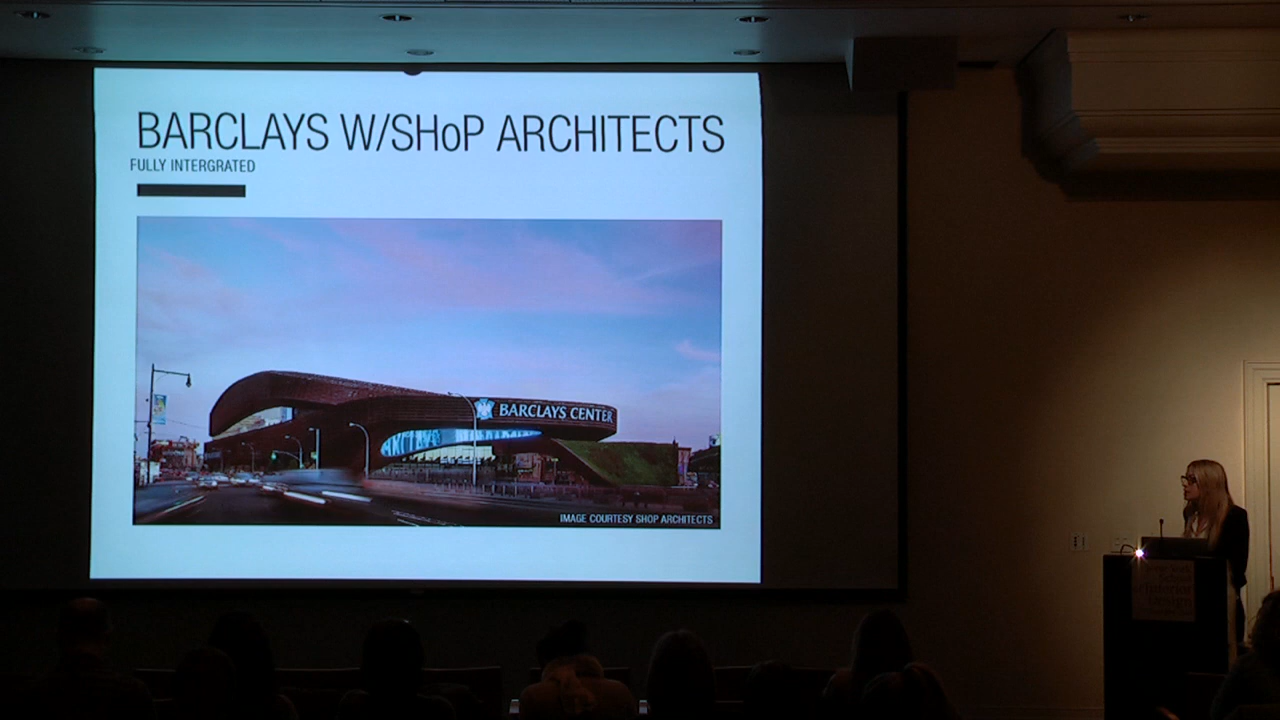 BARCLAYS W/SHoP ARCHITECTS
FULLY INTERGRATED
BARCLAYS CENTER
IMAGE COURTESY SHOP ARCHITECTS